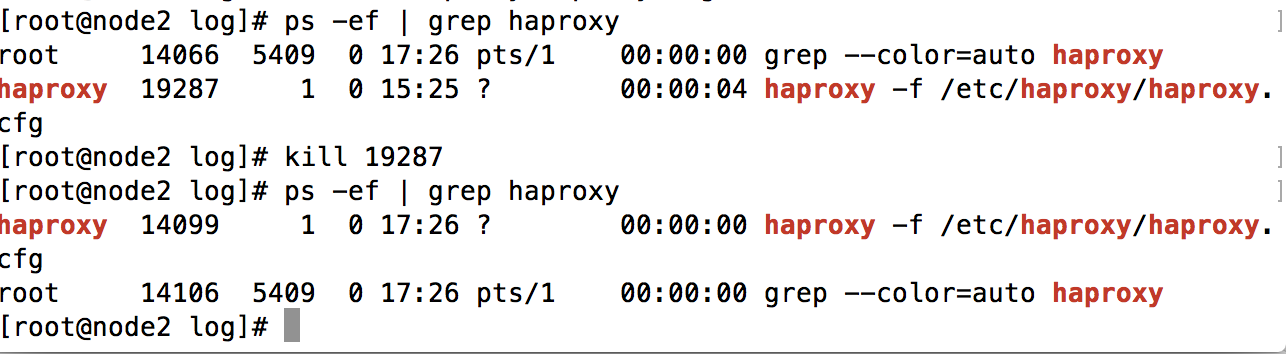 [root@node2 log]# ps -ef | grep haproxy ]
root     14066  5409  0 17:26 pts/1    00:00:00 grep --color=auto haproxy
haproxy  19287     1  0 15:25 ?        00:00:04 haproxy -f /etc/haproxy/haproxy.
cfg
[root@node2 log]# kill 19287 ]
[root@node2 log]# ps -ef | grep haproxy ]
haproxy  14099     1  0 17:26 ?        00:00:00 haproxy -f /etc/haproxy/haproxy.
cfg
root     14106  5409  0 17:26 pts/1    00:00:00 grep --color=auto haproxy
[root@node2 log]#